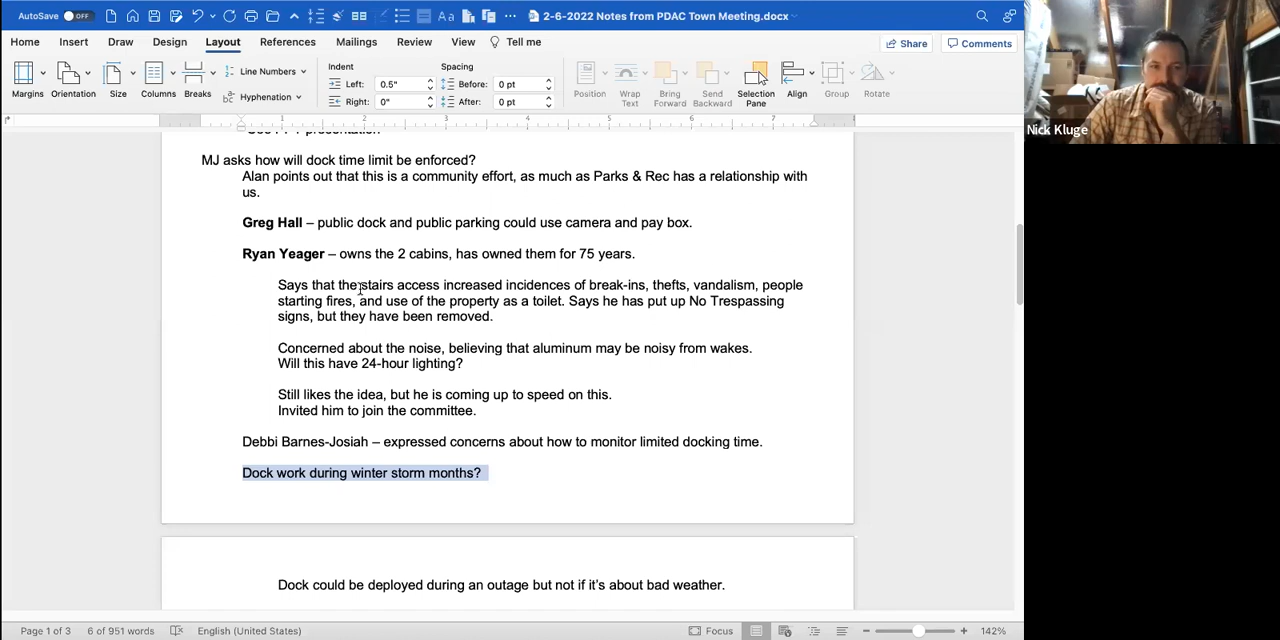 AutoSave OFF 2-6-2022 Notes from PDAC Town Meeting.docx
Home Insert Draw Design Layout References Mailings Review View Tell me Share Comments
Margins Orientation Size Columns Breaks Line Numbers Hyphenation
Indent Spacing
Left: 0.5" Before: 0 pt
Right: 0" After: 0 pt
Position Wrap Text Bring Forward Send Backward Selection Pane Align Group Rotate
1 2 3 4 5 6 7
presentation
MJ asks how will dock time limit be enforced?
Alan points out that this is a community effort, as much as Parks & Rec has a relationship with
us.
Greg Hall – public dock and public parking could use camera and pay box.
Ryan Yeager – owns the 2 cabins, has owned them for 75 years.
Says that the stairs access increased incidences of break-ins, thefts, vandalism, people
starting fires, and use of the property as a toilet. Says he has put up No Trespassing
signs, but they have been removed.
Concerned about the noise, believing that aluminum may be noisy from wakes.
Will this have 24-hour lighting?
Still likes the idea, but he is coming up to speed on this.
Invited him to join the committee.
Debbi Barnes-Josiah – expressed concerns about how to monitor limited docking time.
Dock work during winter storm months?
Dock could be deployed during an outage but not if it's about bad weather.
Page 1 of 3 6 of 951 words English (United States) Focus 142%
Nick Kluge